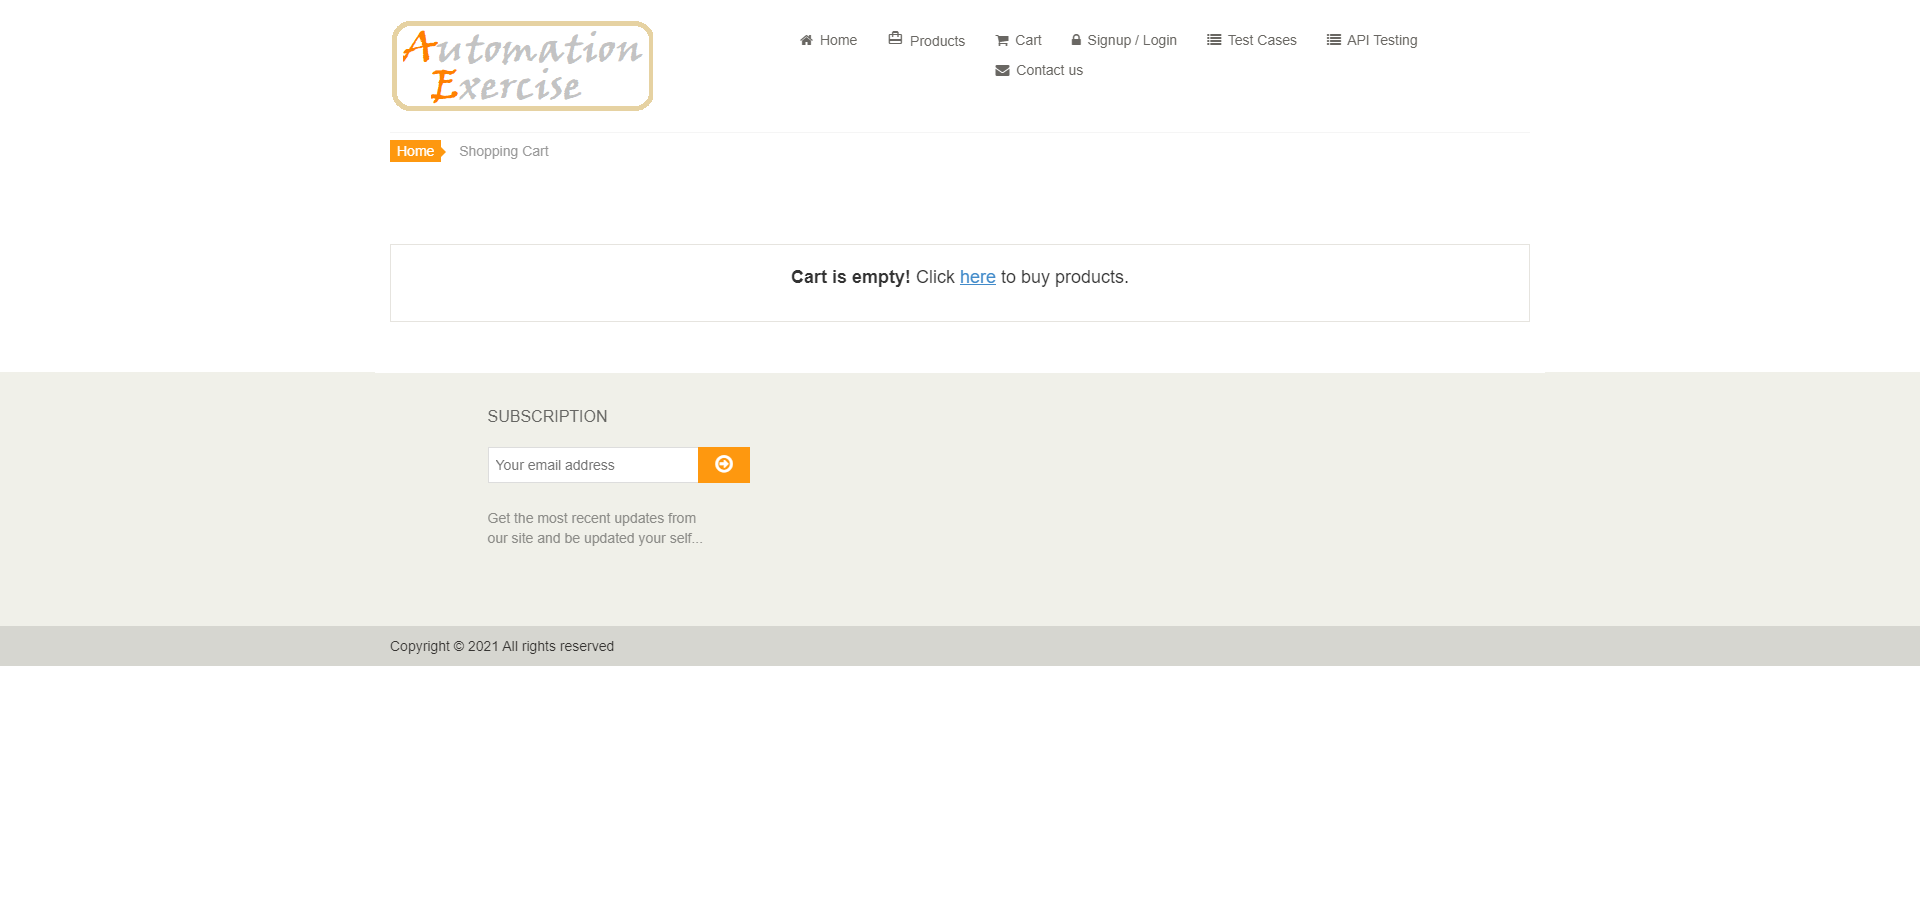 Automation
Exercise
Home
Products
Cart
Signup / Login
Test Cases
API Testing
Contact us
Home
Shopping Cart
Cart is empty! Click here to buy products.
SUBSCRIPTION
Your email address
Get the most recent updates from
our site and be updated your self...
Copyright © 2021 All rights reserved